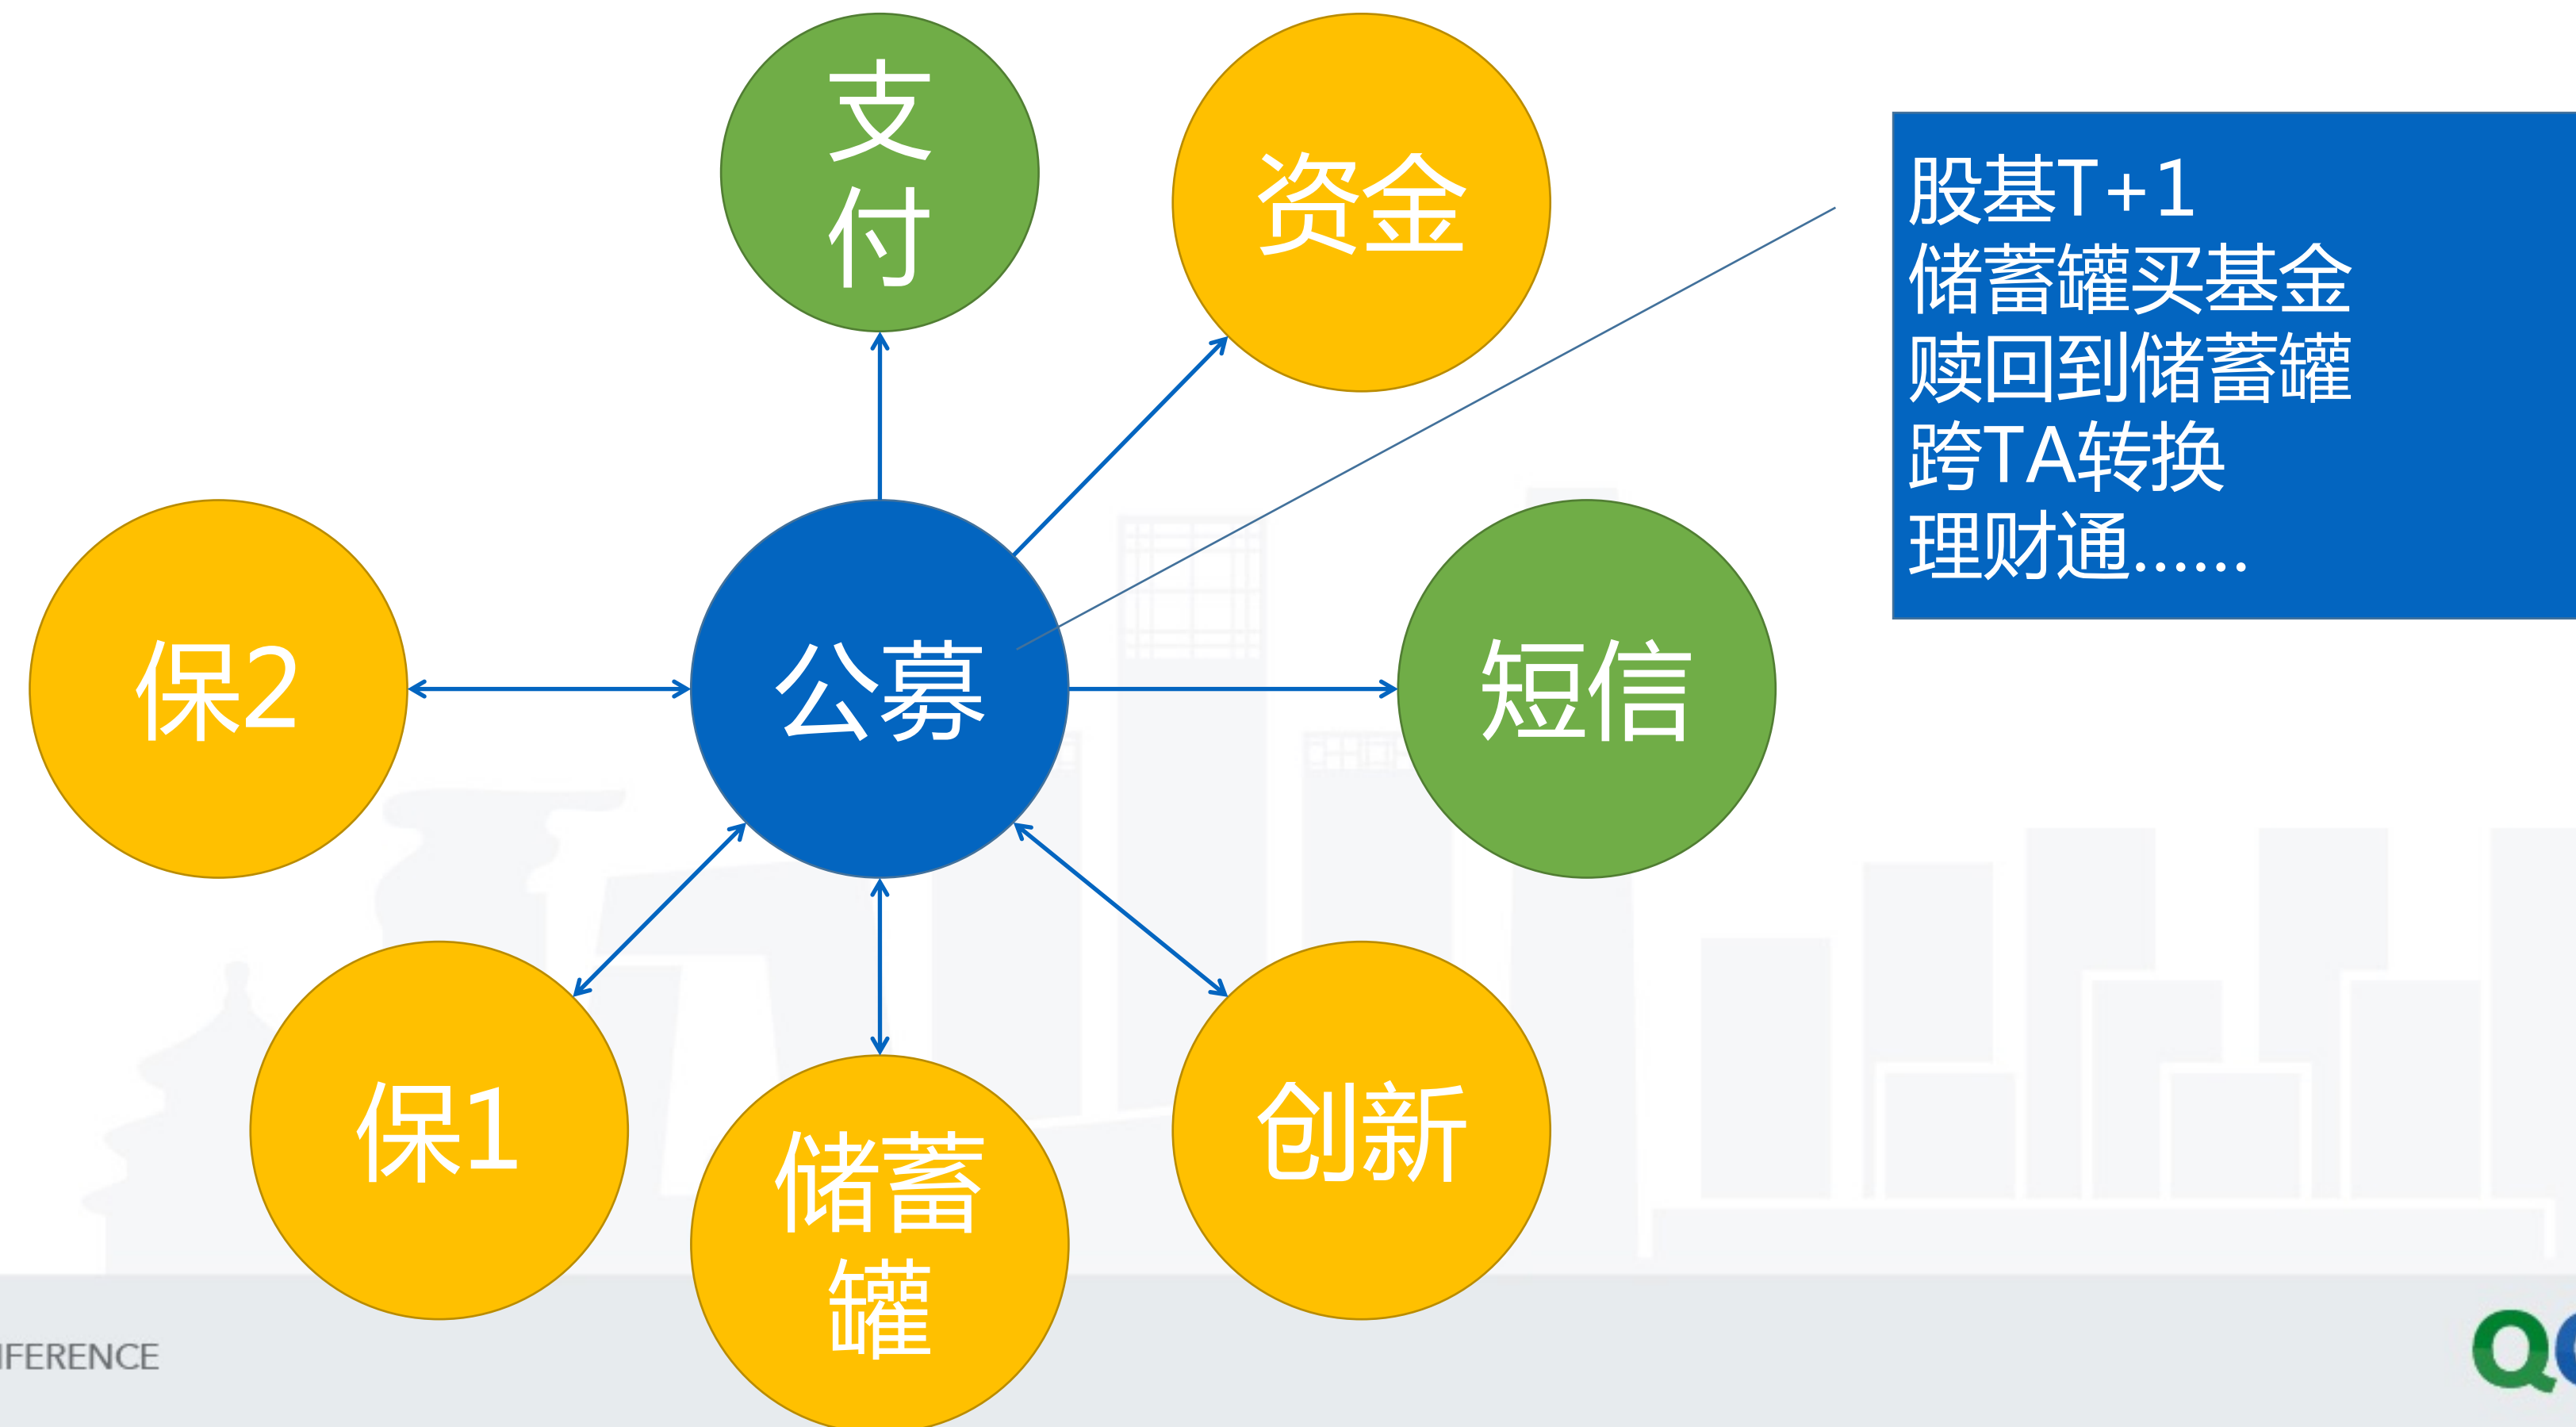 支
付
资金
股基T+1
储蓄罐买基金
赎回到储蓄罐
跨TA转换
理财通......
保2
公募
短信
保1
储蓄
罐
创新